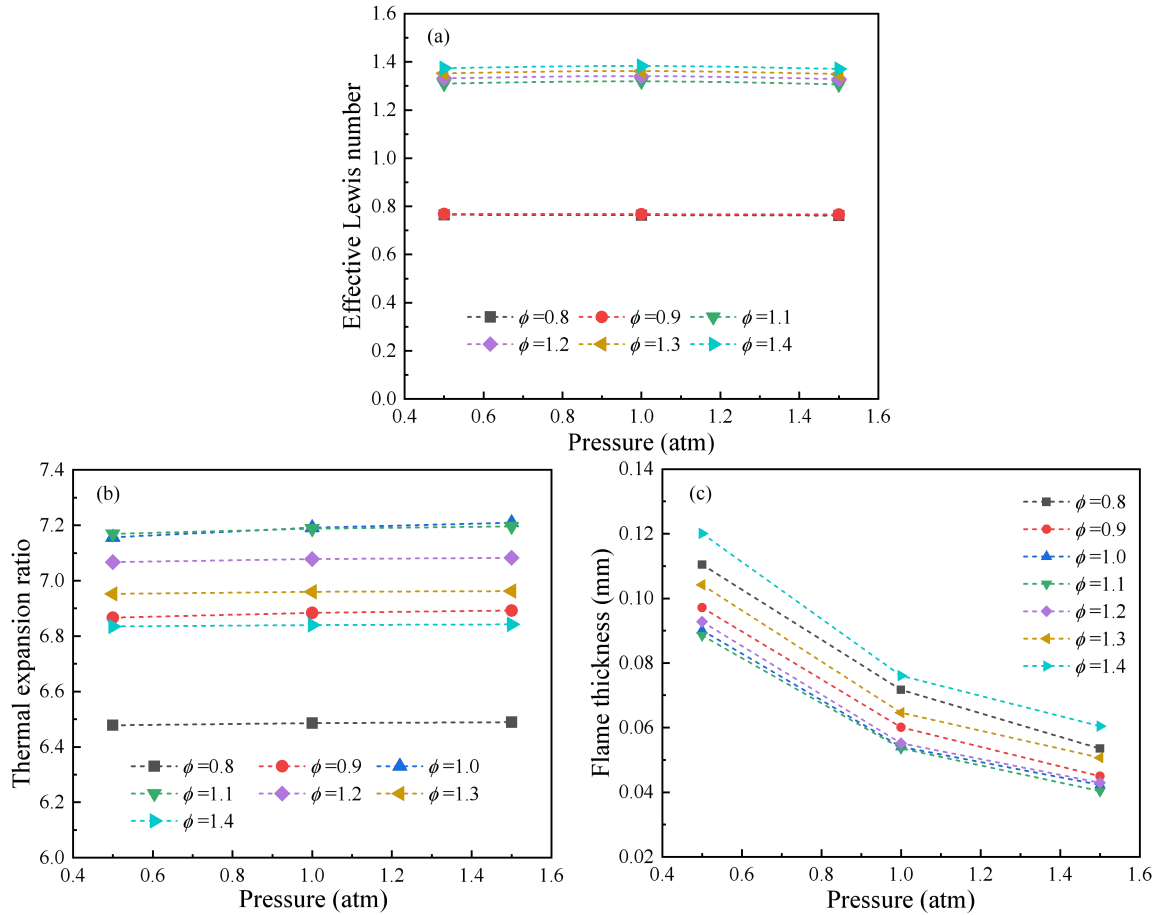 (a)
Effective Lewis number
1.6
1.4
1.2
1.0
0.8
0.6
0.4
0.2
0.0
ϕ=0.8 ϕ=0.9 ϕ=1.1
ϕ=1.2 ϕ=1.3 ϕ=1.4
0.4 0.6 0.8 1.0 1.2 1.4 1.6
Pressure (atm)
(b)
Thermal expansion ratio
7.4
7.2
7.0
6.8
6.6
6.4
6.2
6.0
ϕ=0.8 ϕ=0.9 ϕ=1.0
ϕ=1.1 ϕ=1.2 ϕ=1.3
ϕ=1.4
0.4 0.6 0.8 1.0 1.2 1.4 1.6
Pressure (atm)
(c)
Flame thickness (mm)
0.14
0.12
0.10
0.08
0.06
0.04
0.02
ϕ=0.8
ϕ=0.9
ϕ=1.0
ϕ=1.1
ϕ=1.2
ϕ=1.3
ϕ=1.4
0.4 0.6 0.8 1.0 1.2 1.4 1.6
Pressure (atm)